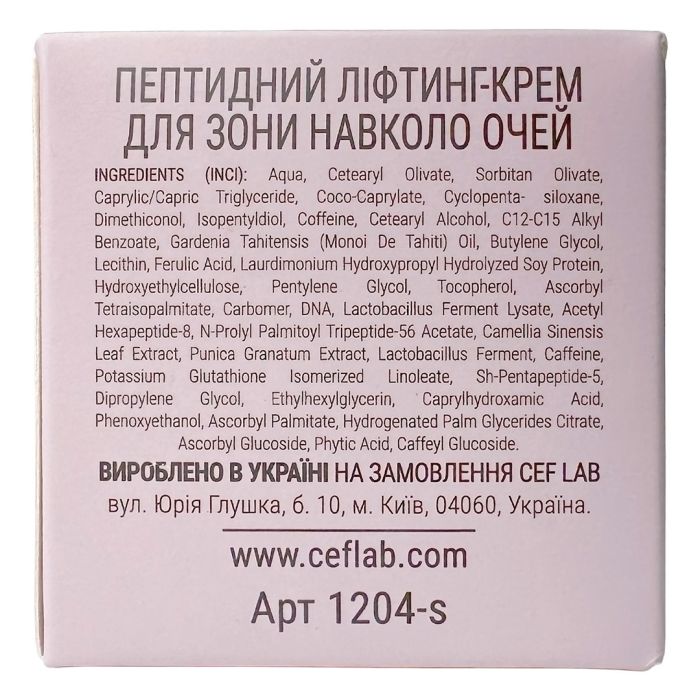 ПЕПТИДНИЙ ЛІФТИНГ-КРЕМ
ДЛЯ ЗОНИ НАВКОЛО ОЧЕЙ
INGREDIENTS (INCI): Aqua, Cetearyl Olivate, Sorbitan Olivate,
Caprylic/Capric Triglyceride, Coco-Caprylate, Cyclopenta- siloxane,
Dimethiconol, Isopentyldiol, Coffeine, Cetearyl Alcohol, C12-C15 Alkyl
Benzoate, Gardenia Tahitensis (Monoi De Tahiti) Oil, Butylene Glycol,
Lecithin, Ferulic Acid, Laurdimonium Hydroxypropyl Hydrolyzed Soy Protein,
Hydroxyethylcellulose, Pentylene Glycol, Tocopherol, Ascorbyl
Tetraisopalmitate, Carbomer, DNA, Lactobacillus Ferment Lysate, Acetyl
Hexapeptide-8, N-Prolyl Palmitoyl Tripeptide-56 Acetate, Camellia Sinensis
Leaf Extract, Punica Granatum Extract, Lactobacillus Ferment, Caffeine,
Potassium Glutathione Isomerized Linoleate, Sh-Pentapeptide-5,
Dipropylene Glycol, Ethylhexylglycerin, Caprylhydroxamic Acid,
Phenoxyethanol, Ascorbyl Palmitate, Hydrogenated Palm Glycerides Citrate,
Ascorbyl Glucoside, Phytic Acid, Caffeyl Glucoside.
ВИРОБЛЕНО В УКРАЇНІ НА ЗАМОВЛЕННЯ CEF LAB
вул. Юрія Глушка, б. 10, м. Київ, 04060, Україна.
www.ceflab.com
Арт 1204-s